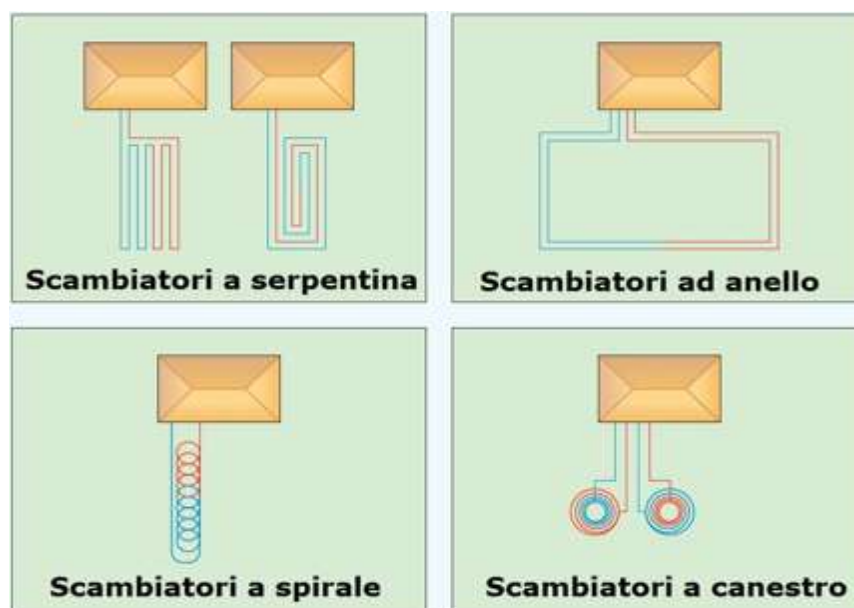 Scambiatori a serpentina
Scambiatori ad anello
Scambiatori a spirale
Scambiatori a canestro